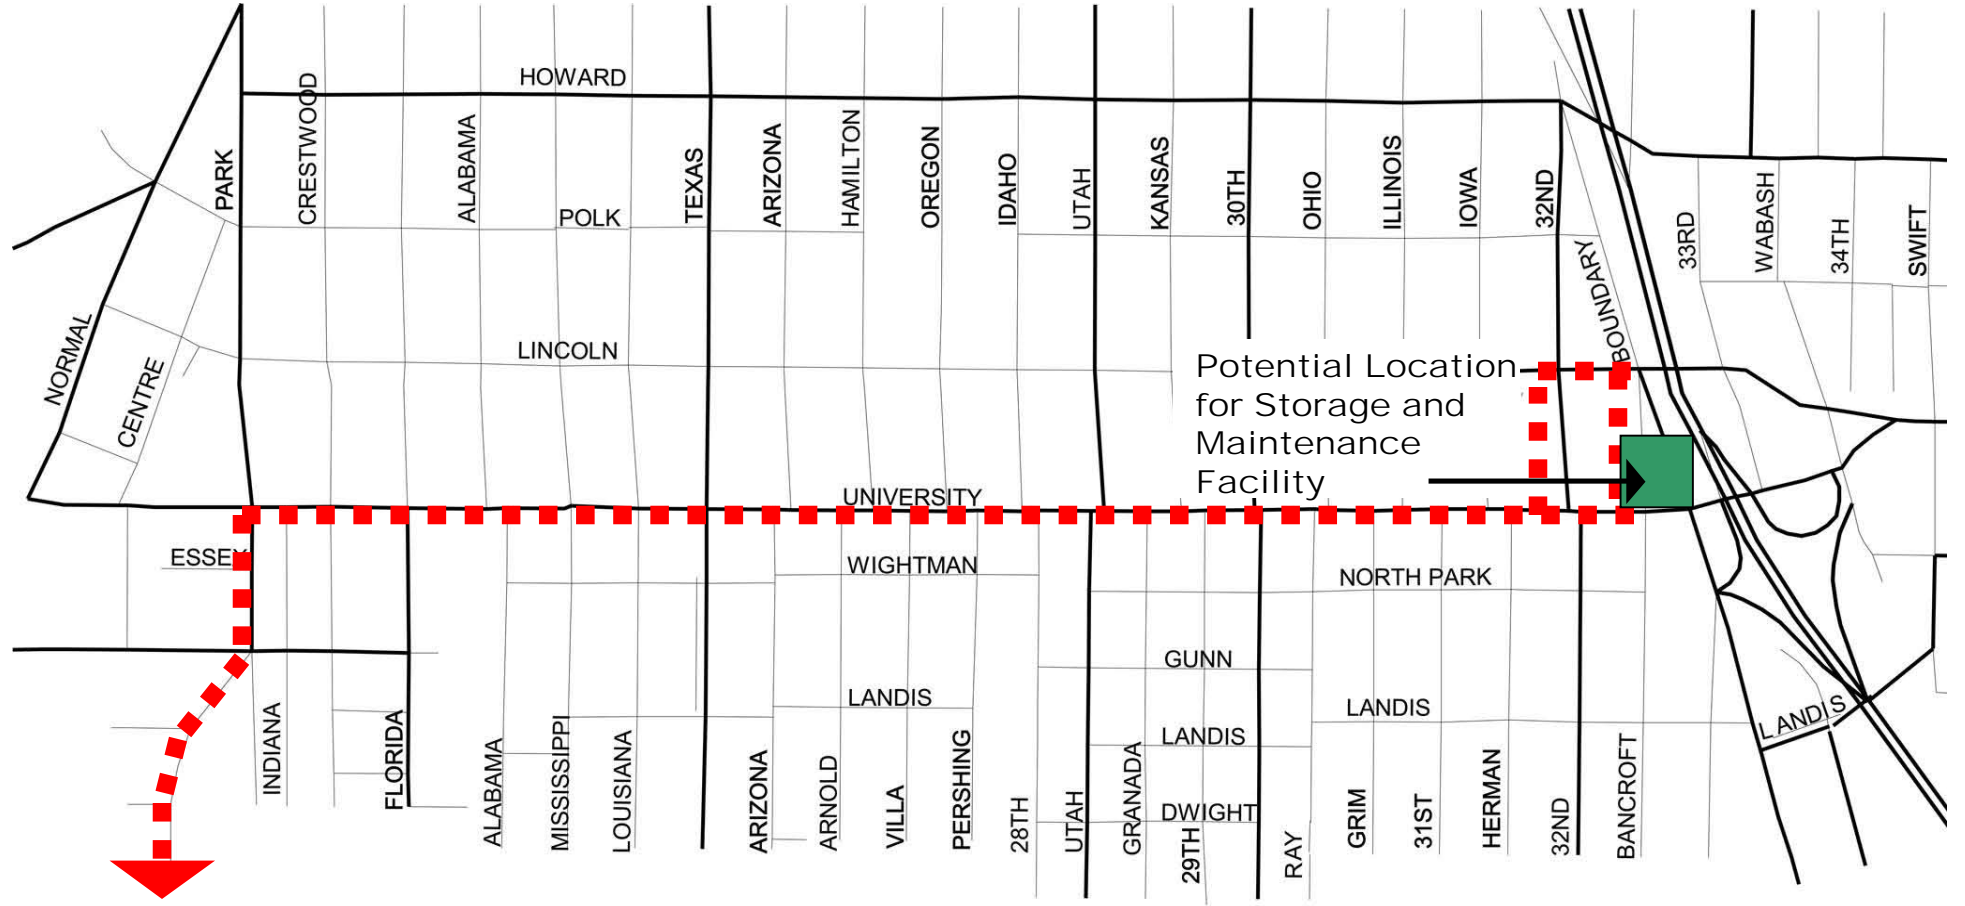 HOWARD
PARK
CRESTWOOD
ALABAMA
TEXAS
ARIZONA
HAMILTON
OREGON
IDAHO
UTAH
KANSAS
30TH
OHIO
ILLINOIS
IOWA
32ND
BOUNDARY
33RD
WABASH
34TH
SWIFT
POLK
NORMAL
CENTRE
LINCOLN
Potential Location
for Storage and
Maintenance
Facility
UNIVERSITY
ESSEX
WIGHTMAN
NORTH PARK
GUNN
LANDIS
LANDIS
LANDIS
LANDIS
DWIGHT
INDIANA
FLORIDA
ALABAMA
MISSISSIPPI
LOUISIANA
ARIZONA
ARNOLD
VILLA
PERSHING
28TH
UTAH
GRANADA
29TH
RAY
GRIM
31ST
HERMAN
32ND
BANCROFT